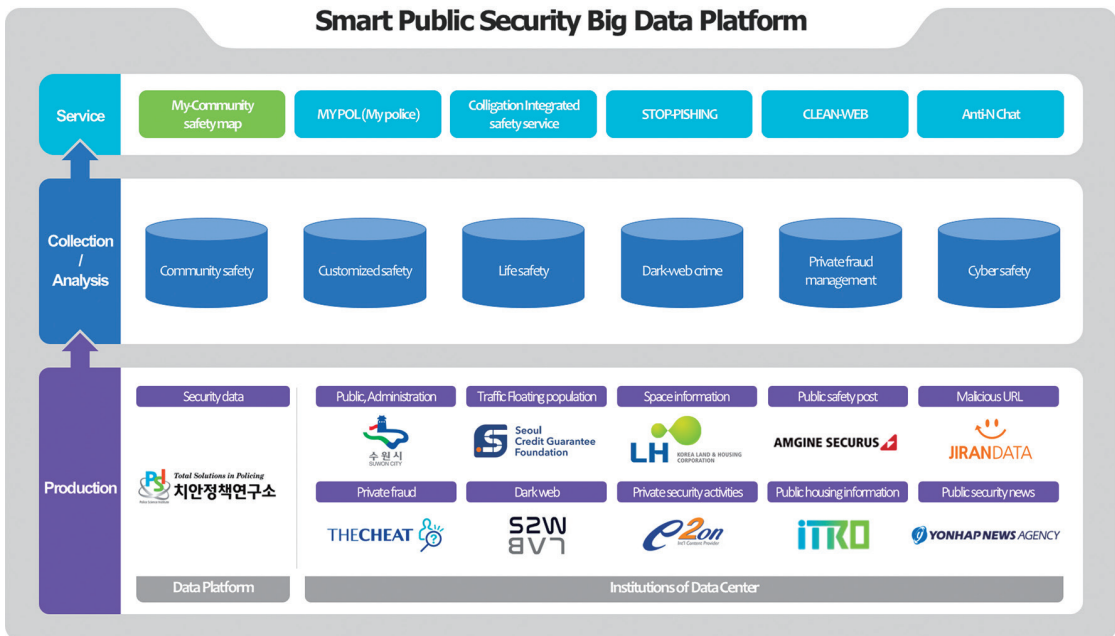 Smart Public Security Big Data Platform
Service
My-Community
safety map
MY POL (My police)
Colligation Integrated
safety service
STOP-PISHING
CLEAN-WEB
Anti-N Chat
Collection
/
Analysis
Community safety
Customized safety
Life safety
Dark-web crime
Private fraud
management
Cyber safety
Production
Security data
Public, Administration
Traffic Floating population
Space information
Public safety post
Malicious URL
PSI
Total Solutions in Policing
치안정책연구소
수원시
SUWON CITY
Seoul
Credit Guarantee
Foundation
LH
KOREA LAND & HOUSING
CORPORATION
AMGINE SECURUS
JIRANDATA
Private fraud
Dark web
Private security activities
Public housing information
Public security news
THECHEAT
S2W
LAB
e2on
Int'l Content Provider
iTRO
YONHAP NEWS AGENCY
Data Platform
Institutions of Data Center